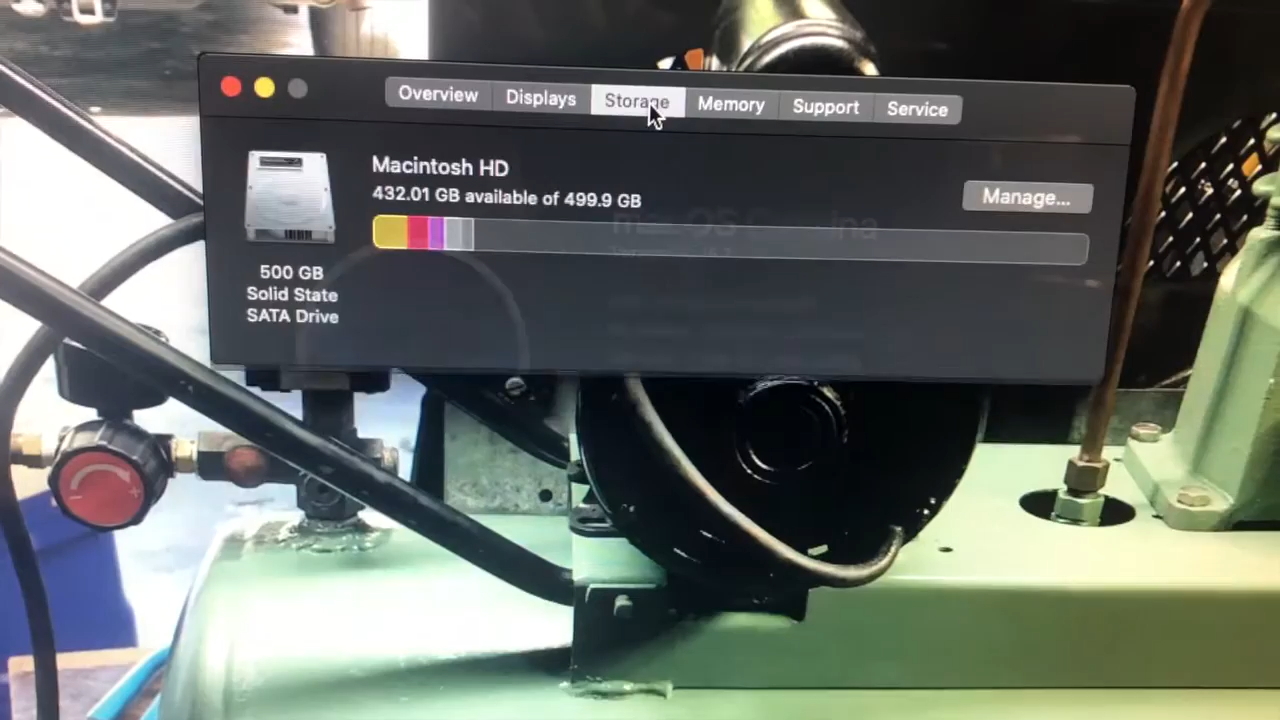 Overview Displays Storage Memory Support Service
Macintosh HD
432.01 GB available of 499.9 GB
Manage...
500 GB
Solid State
SATA Drive